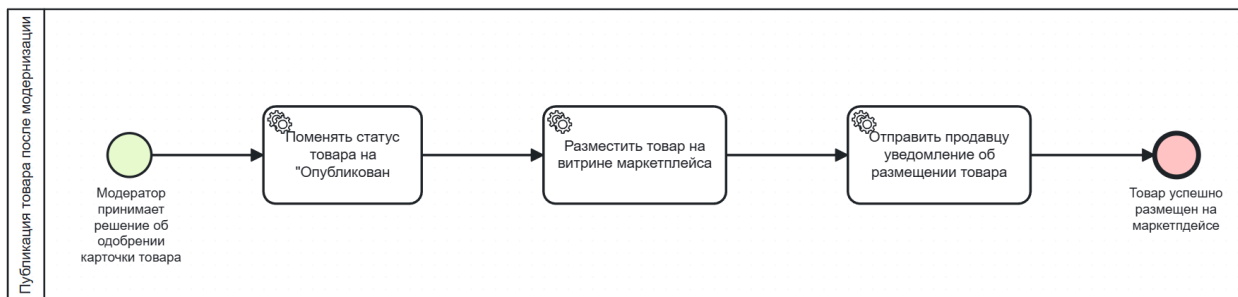 Публикация товара после модернизации
Модератор
принимает
решение об
одобрении
карточки товара
Поменять статус
товара на
"Опубликован
Разместить товар на
витрине маркетплейса
Отправить продавцу
уведомление об
размещении товара
Товар успешно
размещен на
маркетпдейсе